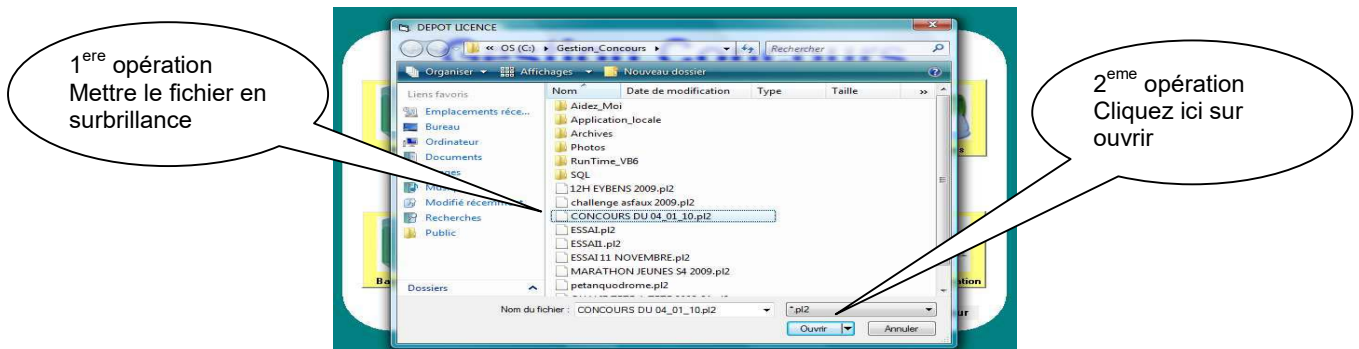 1ere opération
Mettre le fichier en
surbrillance
DEPOT LICENCE
« OS (C:) ▸ Gestion_Concours ▸
Rechercher
Organiser
Affichages
Nouveau dossier
Liens favoris
Nom
Date de modification
Type
Taille
»
Emplacements réce...
Bureau
Ordinateur
Documents
Modifié
Recherches
Public
Dossiers
Aidez_Moi
Application_locale
Archives
Photos
RunTime_VB6
SQL
12H EYBENS 2009.pl2
challenge asfaux 2009.pl2
CONCOURS DU 04_01_10.pl2
ESSAI.pl2
ESSAI1.pl2
ESSAI 11 NOVEMBRE.pl2
MARATHON JEUNES S4 2009.pl2
petanquodrome.pl2
Nom du fichier : CONCOURS DU 04_01_10.pl2
*.pl2
Ouvrir
Annuler
2eme opération
Cliquez ici sur
ouvrir